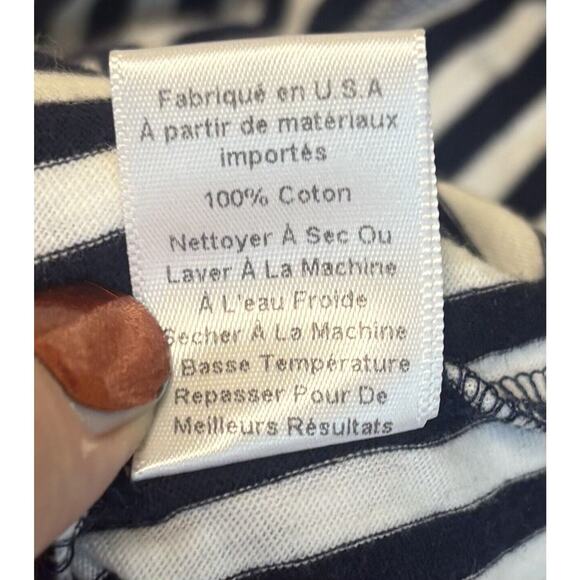 Fabriqué en U.S.A
À partir de matériaux
importés
100% Coton
Nettoyer À Sec Ou
Laver À La Machine
À L'eau Froide
Secher À La Machine
Basse Température
Repasser Pour De
Meilleurs Résultats